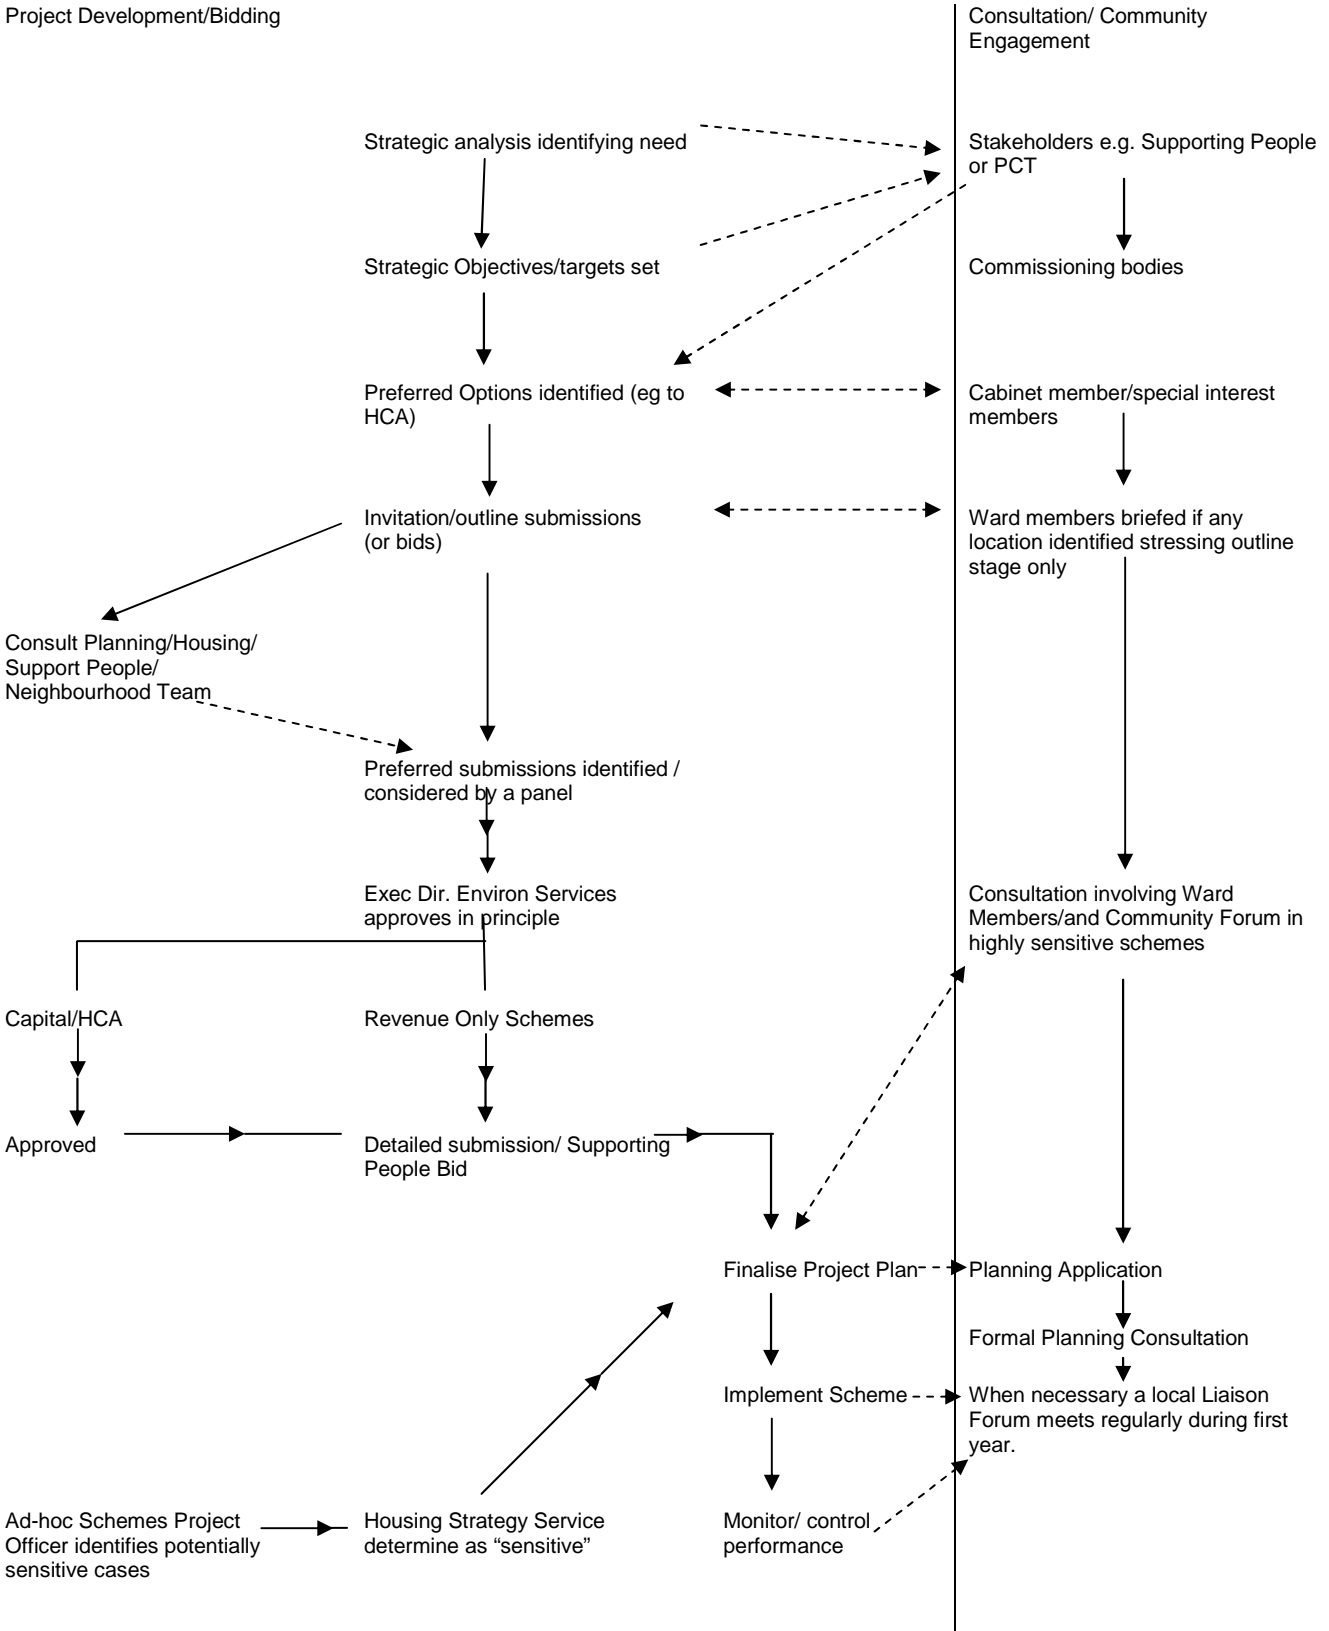 Project Development/Bidding
Consultation/ Community
Engagement
Strategic analysis identifying need
Stakeholders e.g. Supporting People
or PCT
Strategic Objectives/targets set
Commissioning bodies
Preferred Options identified (eg to
HCA)
Cabinet member/special interest
members
Invitation/outline submissions
(or bids)
Ward members briefed if any
location identified stressing outline
stage only
Consult Planning/Housing/
Support People/
Neighbourhood Team
Preferred submissions identified /
considered by a panel
Exec Dir. Environ Services
approves in principle
Consultation involving Ward
Members/and Community Forum in
highly sensitive schemes
Capital/HCA
Revenue Only Schemes
Approved
Detailed submission/ Supporting
People Bid
Finalise Project Plan
Planning Application
Formal Planning Consultation
Implement Scheme
When necessary a local Liaison
Forum meets regularly during first
year.
Ad-hoc Schemes Project
Officer identifies potentially
sensitive cases
Housing Strategy Service
determine as “sensitive”
Monitor/ control
performance